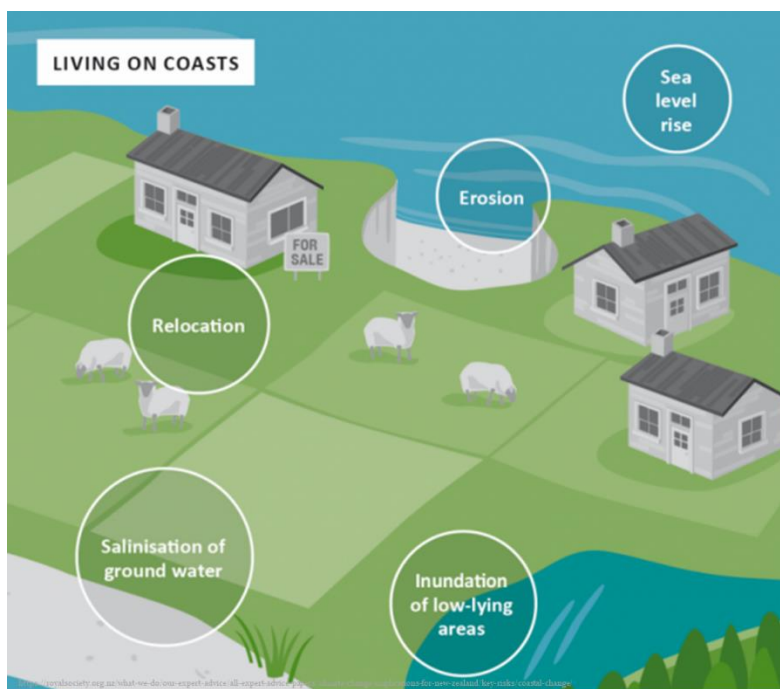 LIVING ON COASTS
Sea
level
rise
Erosion
FOR
SALE
Relocation
Salinisation of
ground water
Inundation
of low-lying
areas